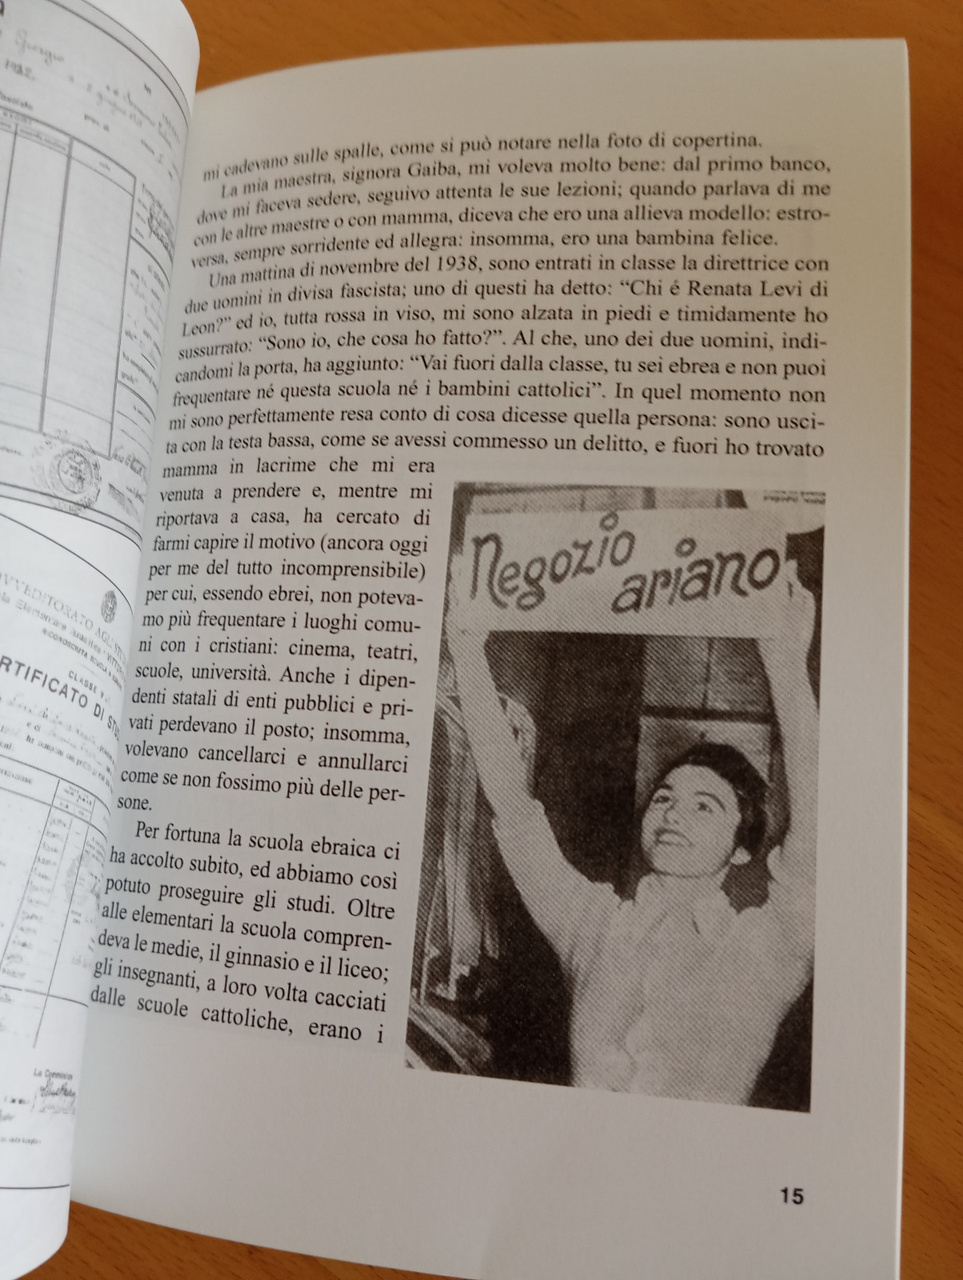 Giorgio
mi cadevano sulle spalle, come si può notare nella foto di copertina.
La mia maestra, signora Gaiba, mi voleva molto bene: dal primo banco,
dove mi faceva sedere, seguivo attenta le sue lezioni; quando parlava di me
con le altre maestre o con mamma, diceva che ero una allieva modello: estro-
versa, sempre sorridente ed allegra: insomma, ero una bambina felice.
Una mattina di novembre del 1938, sono entrati in classe la direttrice con
due uomini in divisa fascista; uno di questi ha detto: “Chi é Renata Levi di
Leon?” ed io, tutta rossa in viso, mi sono alzata in piedi e timidamente ho
sussurrato: “Sono io, che cosa ho fatto?”. Al che, uno dei due uomini, indi-
candomi la porta, ha aggiunto: “Vai fuori dalla classe, tu sei ebrea e non puoi
frequentare né questa scuola né i bambini cattolici”. In quel momento non
mi sono perfettamente resa conto di cosa dicesse quella persona: sono usci-
ta con la testa bassa, come se avessi commesso un delitto, e fuori ho trovato
mamma in lacrime che mi era
venuta a prendere e, mentre mi
riportava a casa, ha cercato di
farmi capire il motivo (ancora oggi
per me del tutto incomprensibile)
per cui, essendo ebrei, non poteva-
mo più frequentare i luoghi comu-
ni con i cristiani: cinema, teatri,
scuole, università. Anche i dipen-
denti statali di enti pubblici e pri-
vati perdevano il posto; insomma,
volevano cancellarci e annullarci
come se non fossimo più delle per-
sone.
Per fortuna la scuola ebraica ci
ha accolto subito, ed abbiamo così
potuto proseguire gli studi. Oltre
alle elementari la scuola compren-
deva le medie, il ginnasio e il liceo;
gli insegnanti, a loro volta cacciati
dalle scuole cattoliche, erano i
Negozio
ariano
15
CLASSE
RTIFICATO DI STU
La Commissione